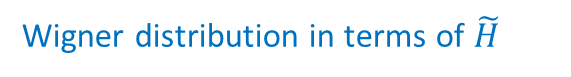 Wigner distribution in terms of H̃